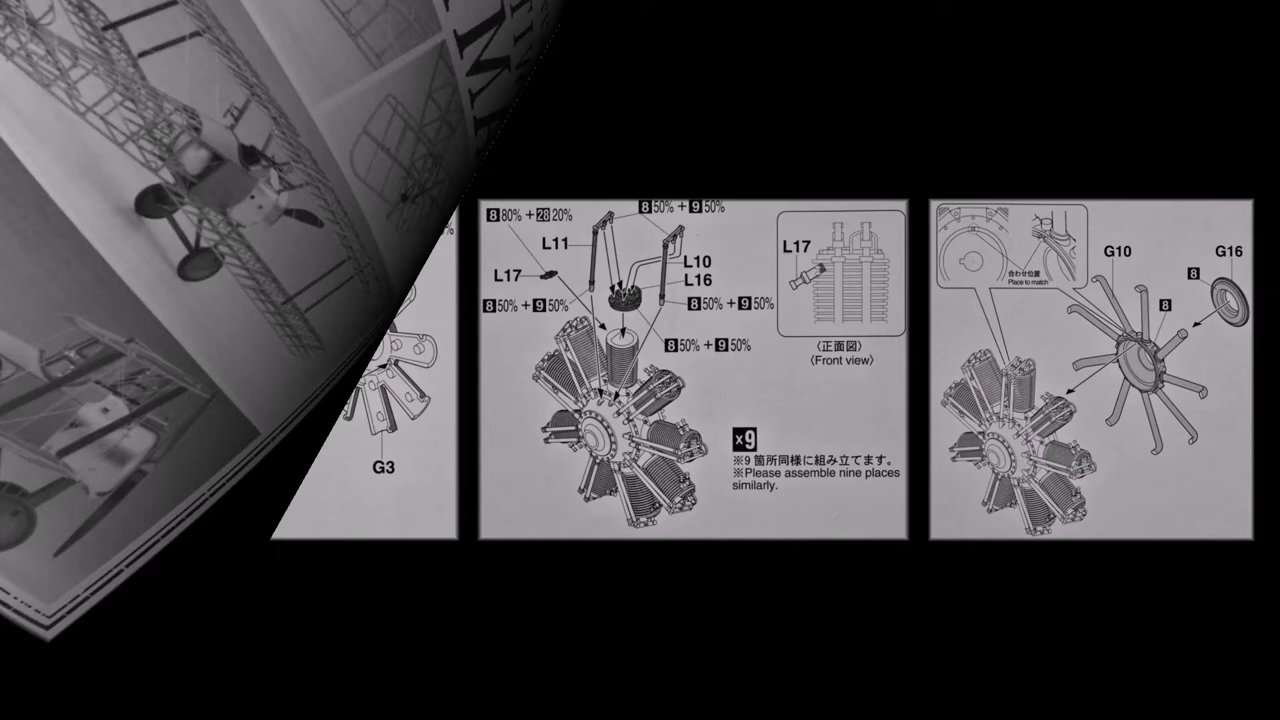 8 80% + 28 20%
8 50% + 9 50%
L11
L10
L17
L16
8 50% + 9 50%
8 50% + 9 50%
8 50% + 9 50%
G3
L17
〈正面図〉
〈Front view〉
x9
※9 箇所同様に組み立てます。
※Please assemble nine places
similarly.
合わせ位置
Place to match
G10
G16
8
8